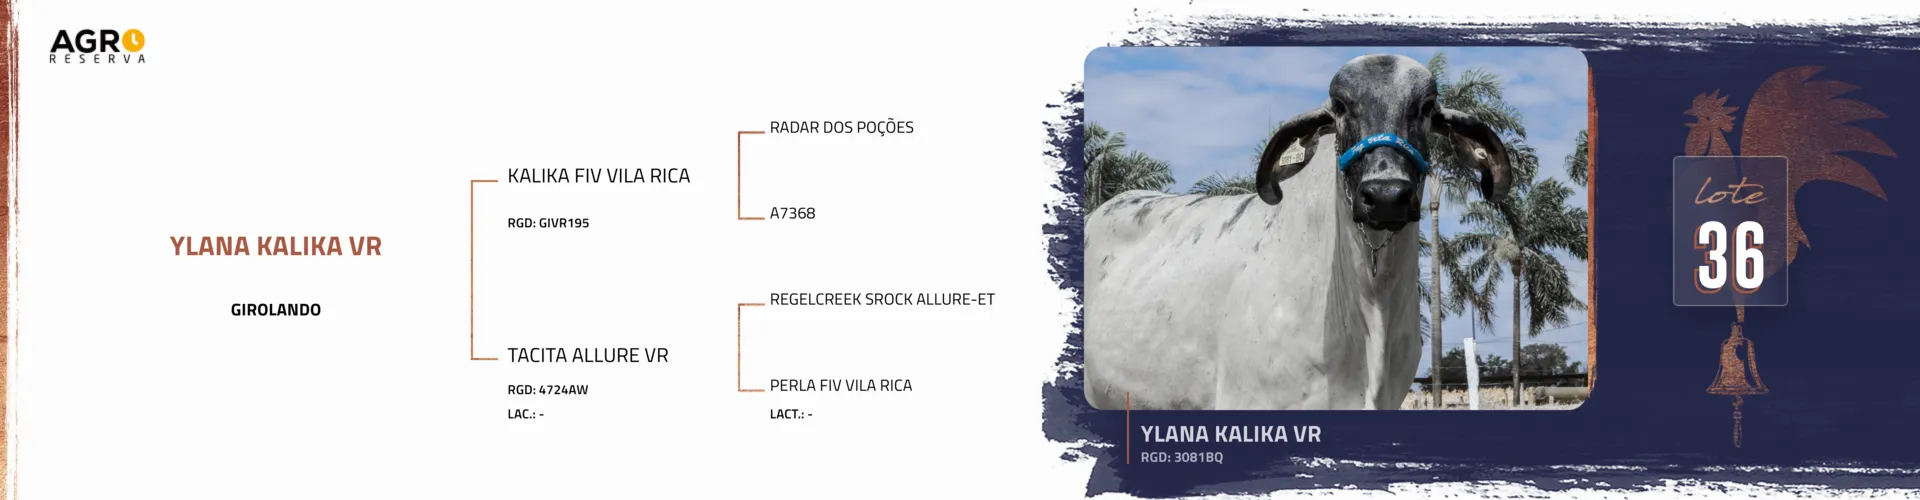 AGRO
RESERVA
YLANA KALIKA VR
GIROLANDO
KALIKA FIV VILA RICA
RGD: GIVR195
TACITA ALLURE VR
RGD: 4724AW
LAC.: -
RADAR DOS POÇÕES
A7368
REGELCREEK SROCK ALLURE-ET
PERLA FIV VILA RICA
LACT.: -
Vila Rica
YLANA KALIKA VR
RGD: 3081BQ
lote
36